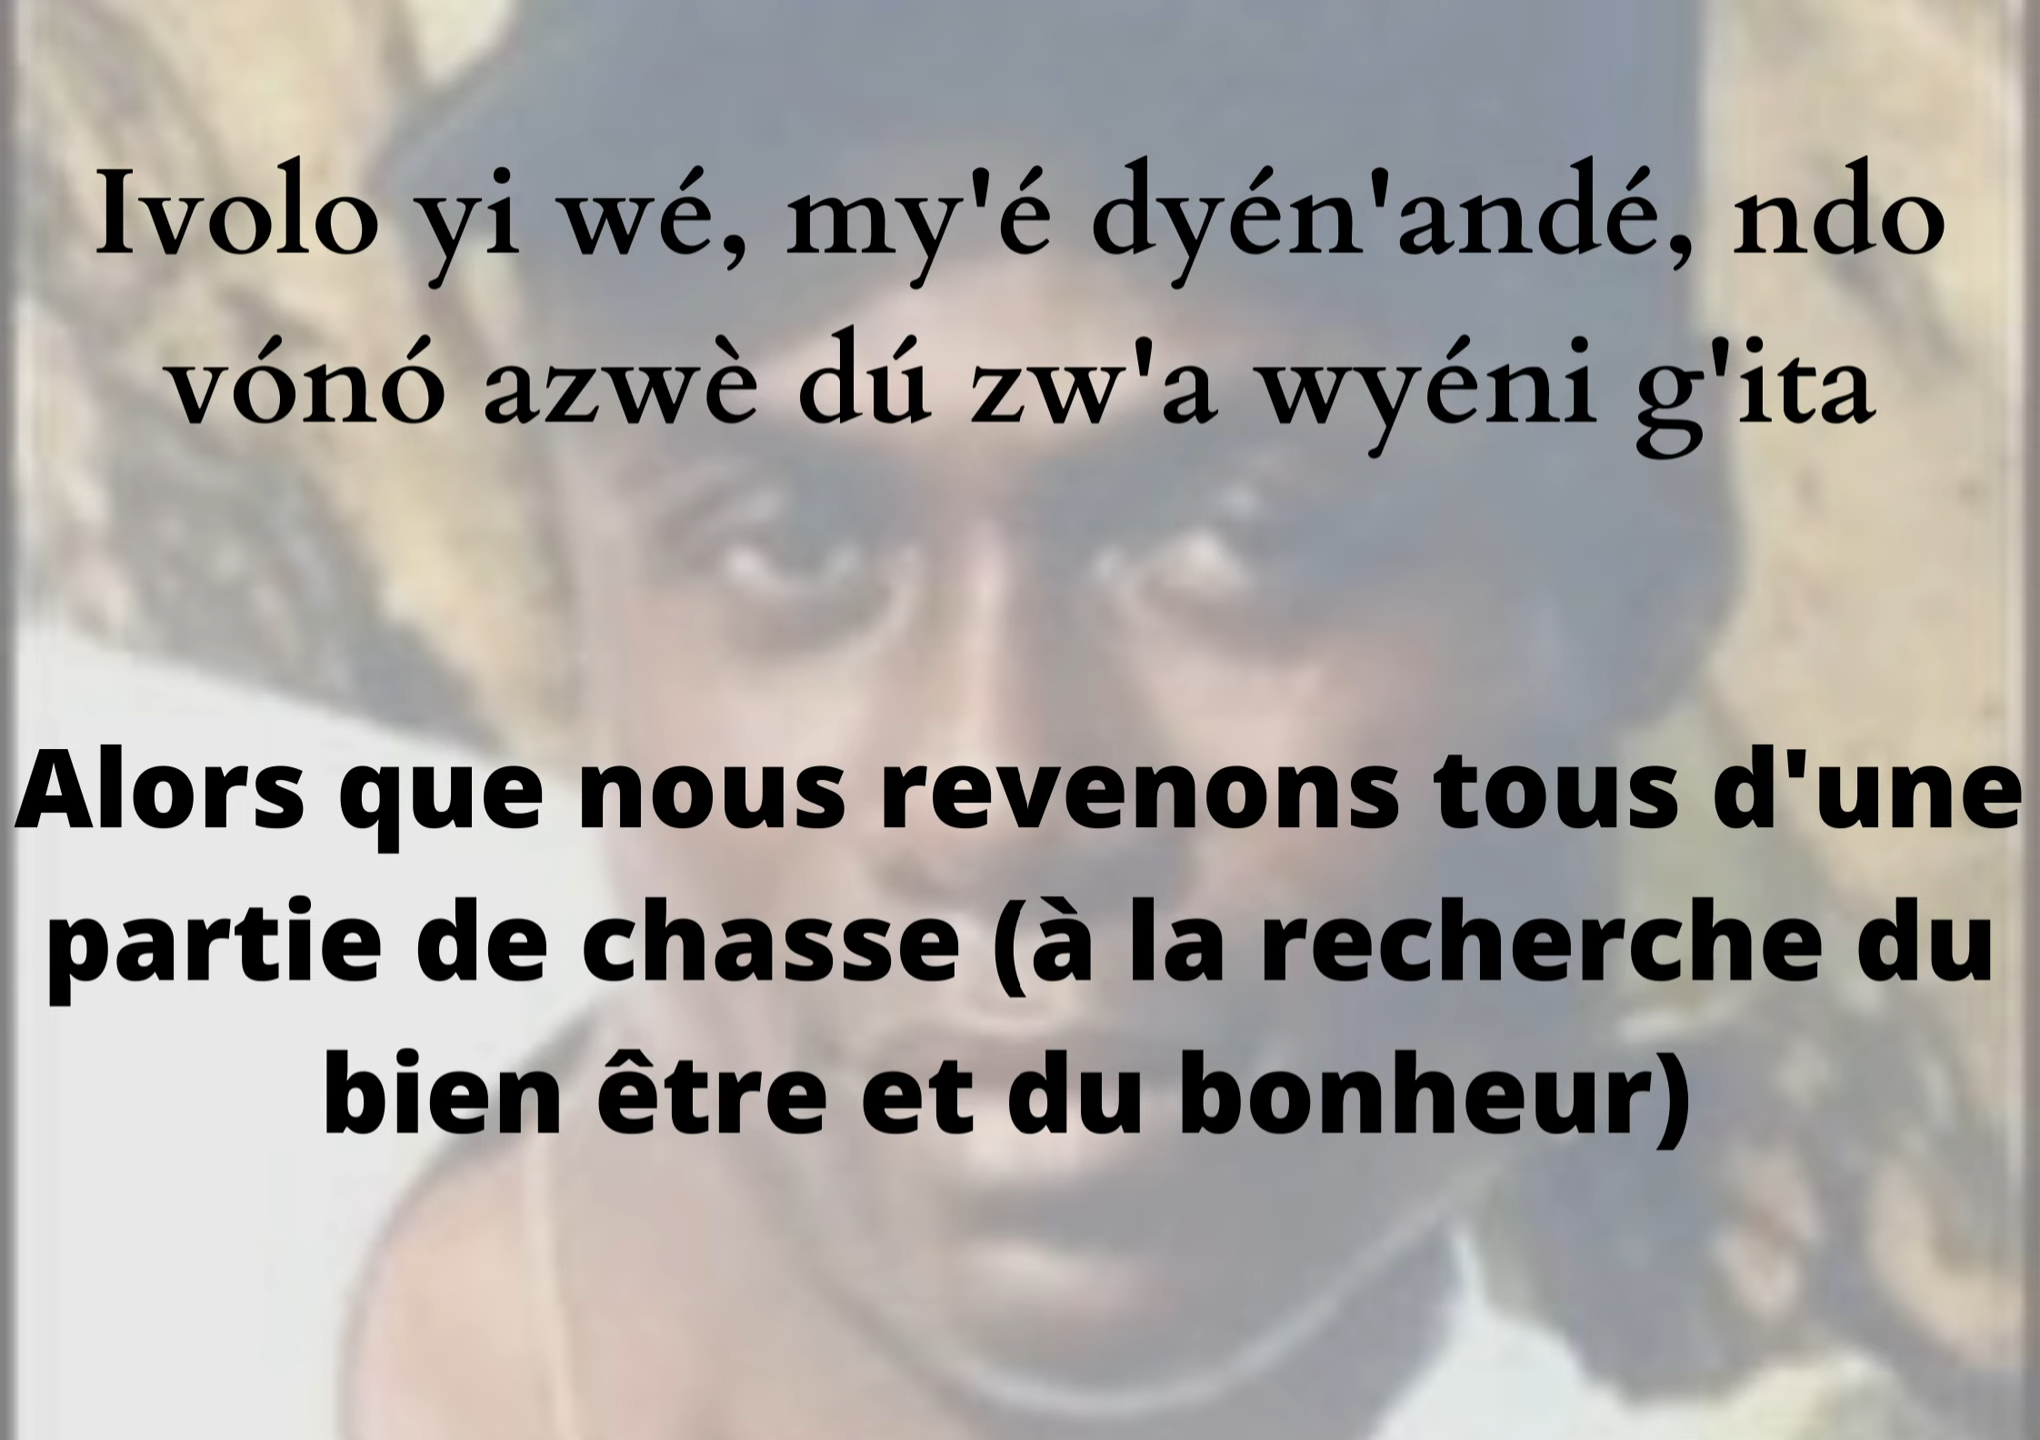 Ivolo yi wé, my'é dyén'andé, ndo
vónó azwè dú zw'a wyéni g'ita
Alors que nous revenons tous d'une
partie de chasse (à la recherche du
bien être et du bonheur)